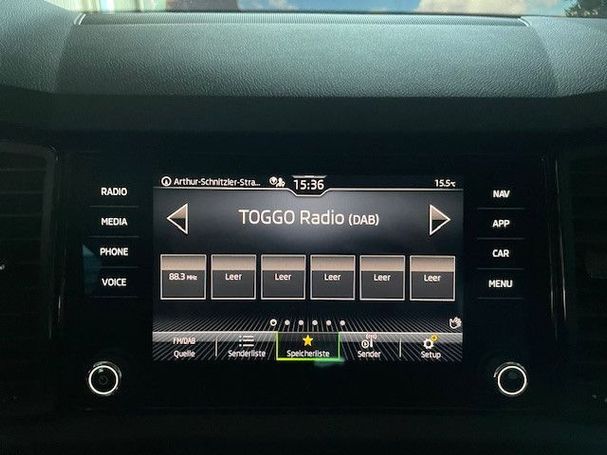 RADIO
MEDIA
PHONE
VOICE
Arthur-Schnitzler-Stra... 15:36 15.5°C
TOGGO Radio (DAB)
88.3 MHz Leer Leer Leer Leer Leer
FM/DAB
Quelle Senderliste Speicherliste Sender Setup
NAV
APP
CAR
MENU